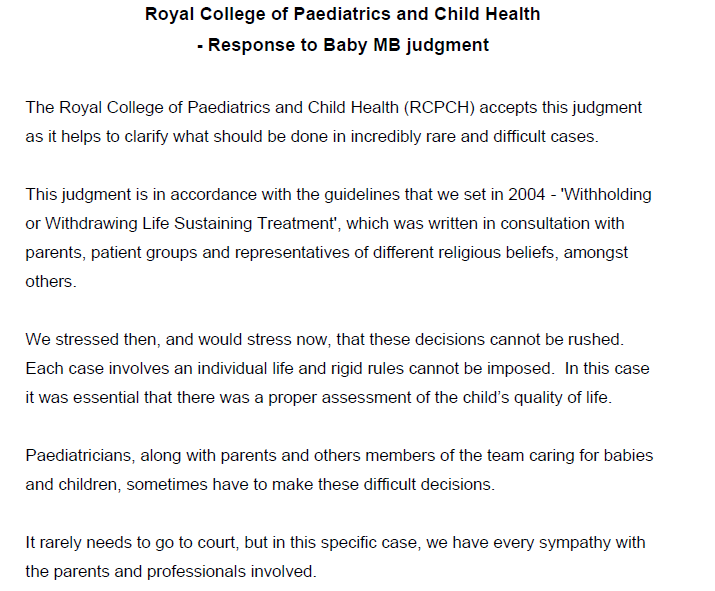 Royal College of Paediatrics and Child Health
- Response to Baby MB judgment
The Royal College of Paediatrics and Child Health (RCPCH) accepts this judgment
as it helps to clarify what should be done in incredibly rare and difficult cases.
This judgment is in accordance with the guidelines that we set in 2004 - 'Withholding
or Withdrawing Life Sustaining Treatment', which was written in consultation with
parents, patient groups and representatives of different religious beliefs, amongst
others.
We stressed then, and would stress now, that these decisions cannot be rushed.
Each case involves an individual life and rigid rules cannot be imposed.  In this case
it was essential that there was a proper assessment of the child’s quality of life.
Paediatricians, along with parents and others members of the team caring for babies
and children, sometimes have to make these difficult decisions.
It rarely needs to go to court, but in this specific case, we have every sympathy with
the parents and professionals involved.